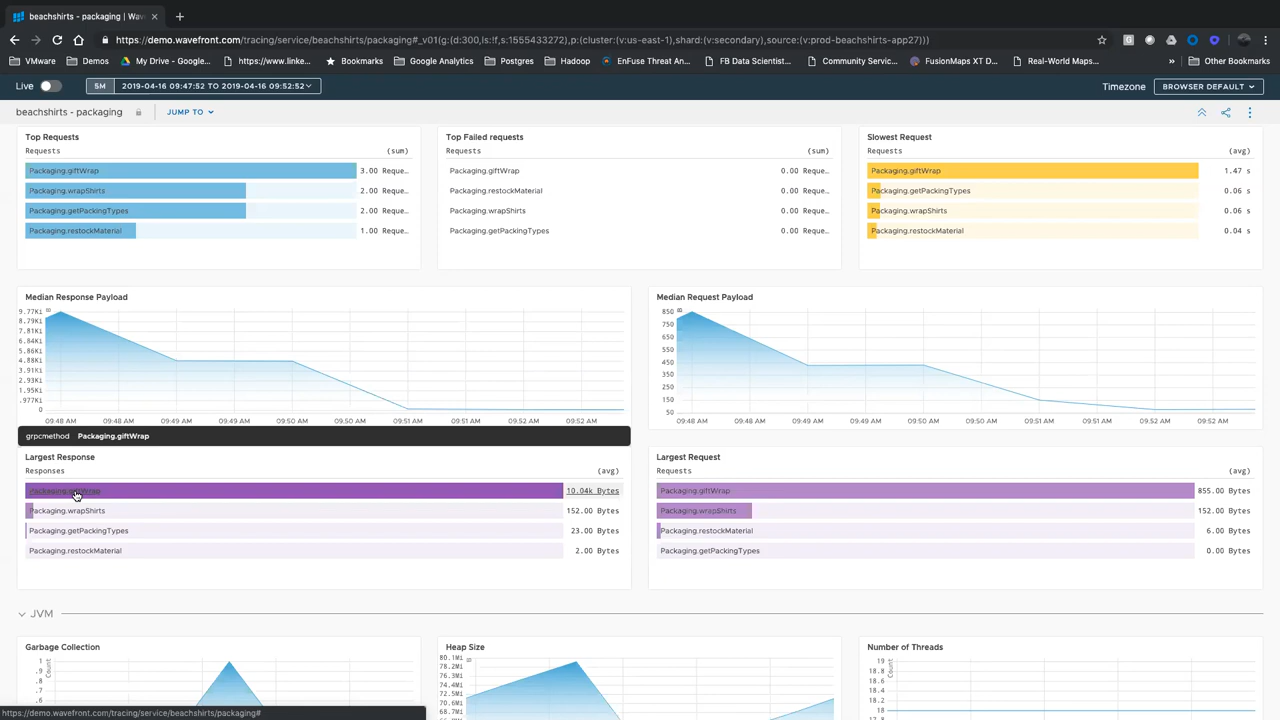 beachshirts - packaging | Wav
https://demo.wavefront.com/tracing/service/beachshirts/packaging#_v01(g:(d:300,ls:!f,s:1555433272),p:(cluster:(v:us-east-1),shard:(v:secondary),source:(v:prod-beachshirts-app27)))
VMware Demos My Drive - Google... https://www.linke... Bookmarks Google Analytics Postgres Hadoop EnFuse Threat An... FB Data Scientist... Community Servic... FusionMaps XT D... Real-World Maps... » Other Bookmarks
Live 5M 2019-04-16 09:47:52 TO 2019-04-16 09:52:52 Timezone BROWSER DEFAULT
beachshirts - packaging JUMP TO
Top Requests
Requests (sum)
Packaging.giftWrap 3.00 Reque...
Packaging.wrapShirts 2.00 Reque...
Packaging.getPackingTypes 2.00 Reque...
Packaging.restockMaterial 1.00 Reque...
Top Failed requests
Requests (sum)
Packaging.giftWrap 0.00 Reque...
Packaging.restockMaterial 0.00 Reque...
Packaging.wrapShirts 0.00 Reque...
Packaging.getPackingTypes 0.00 Reque...
Slowest Request
Requests (avg)
Packaging.giftWrap 1.47 s
Packaging.getPackingTypes 0.06 s
Packaging.wrapShirts 0.06 s
Packaging.restockMaterial 0.04 s
Median Response Payload
9.77Ki
8.79Ki
7.81Ki
6.84Ki
5.86Ki
4.88Ki
3.91Ki
2.93Ki
1.95Ki
.977Ki
0
09:48 AM 09:48 AM 09:49 AM 09:49 AM 09:50 AM 09:50 AM 09:51 AM 09:51 AM 09:52 AM 09:52 AM
Median Request Payload
850
750
650
550
450
350
250
150
50
09:48 AM 09:48 AM 09:49 AM 09:49 AM 09:50 AM 09:50 AM 09:51 AM 09:51 AM 09:52 AM 09:52 AM
grpcmethod Packaging.giftWrap
Largest Response
Responses (avg)
Packaging.giftWrap 10.04k Bytes
Packaging.wrapShirts 152.00 Bytes
Packaging.getPackingTypes 23.00 Bytes
Packaging.restockMaterial 2.00 Bytes
Largest Request
Requests (avg)
Packaging.giftWrap 855.00 Bytes
Packaging.wrapShirts 152.00 Bytes
Packaging.restockMaterial 6.00 Bytes
Packaging.getPackingTypes 0.00 Bytes
JVM
Garbage Collection
Count
1
.9
.8
.7
.6
Heap Size
80.1Mi
78.2Mi
76.3Mi
74.4Mi
72.5Mi
70.6Mi
68.7Mi
Number of Threads
Count
19
18.8
18.6
18.4
18.2
18
17.8
https://demo.wavefront.com/tracing/service/beachshirts/packaging#